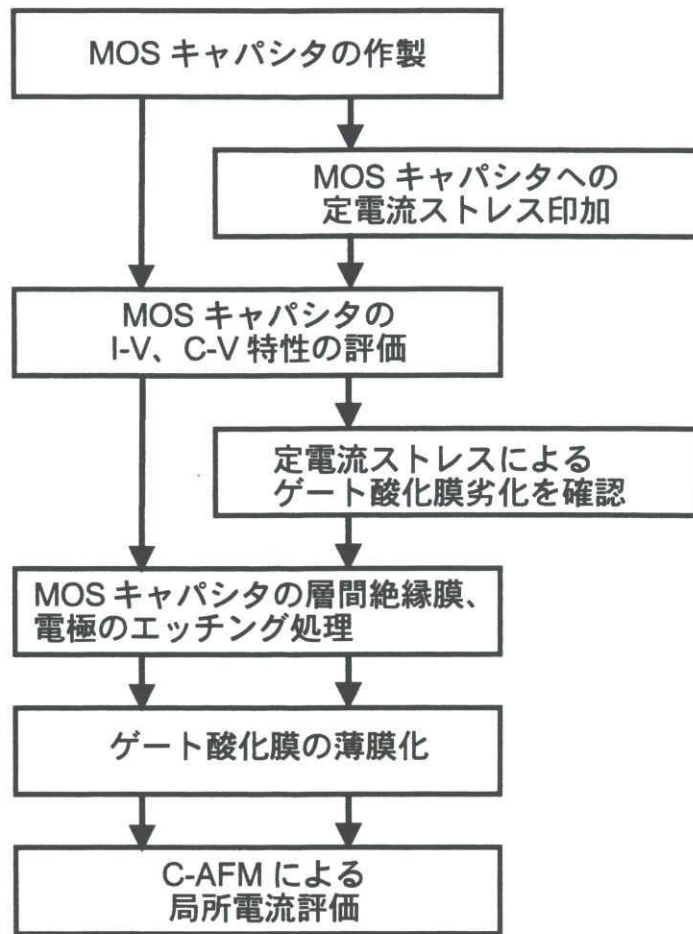 MOS キャパシタの作製
MOS キャパシタへの
定電流ストレス印加
MOS キャパシタの
I-V、C-V 特性の評価
定電流ストレスによる
ゲート酸化膜劣化を確認
MOS キャパシタの層間絶縁膜、
電極のエッチング処理
ゲート酸化膜の薄膜化
C-AFM による
局所電流評価